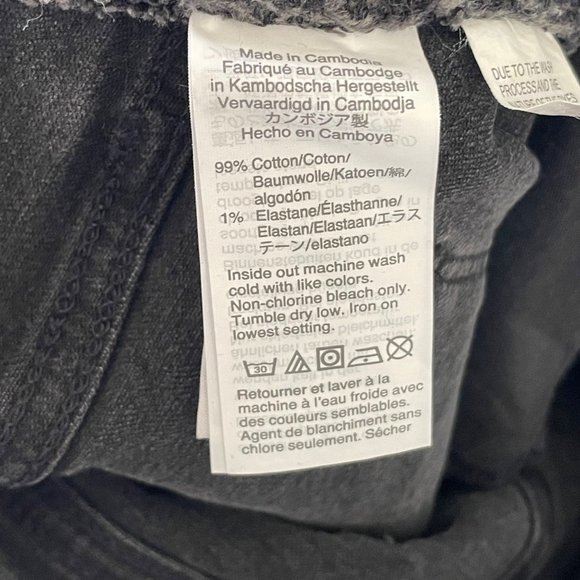 Made in Cambodia
Fabriqué au Cambodge
in Kambodscha Hergestellt
Vervaardigd in Cambodja
カンボジア製
Hecho en Camboya
99% Cotton/Coton/
Baumwolle/Katoen/綿/
algodón
1% Elastane/Élasthanne/
Elastan/Elastaan/エラス
テーン/elastano
Inside out machine wash
cold with like colors.
Non-chlorine bleach only.
Tumble dry low. Iron on
lowest setting.
30
Retourner et laver à la
machine à l'eau froide avec
des couleurs semblables.
Agent de blanchiment sans
chlore seulement. Sécher
DUE TO THE WASH
PROCESS AND THE